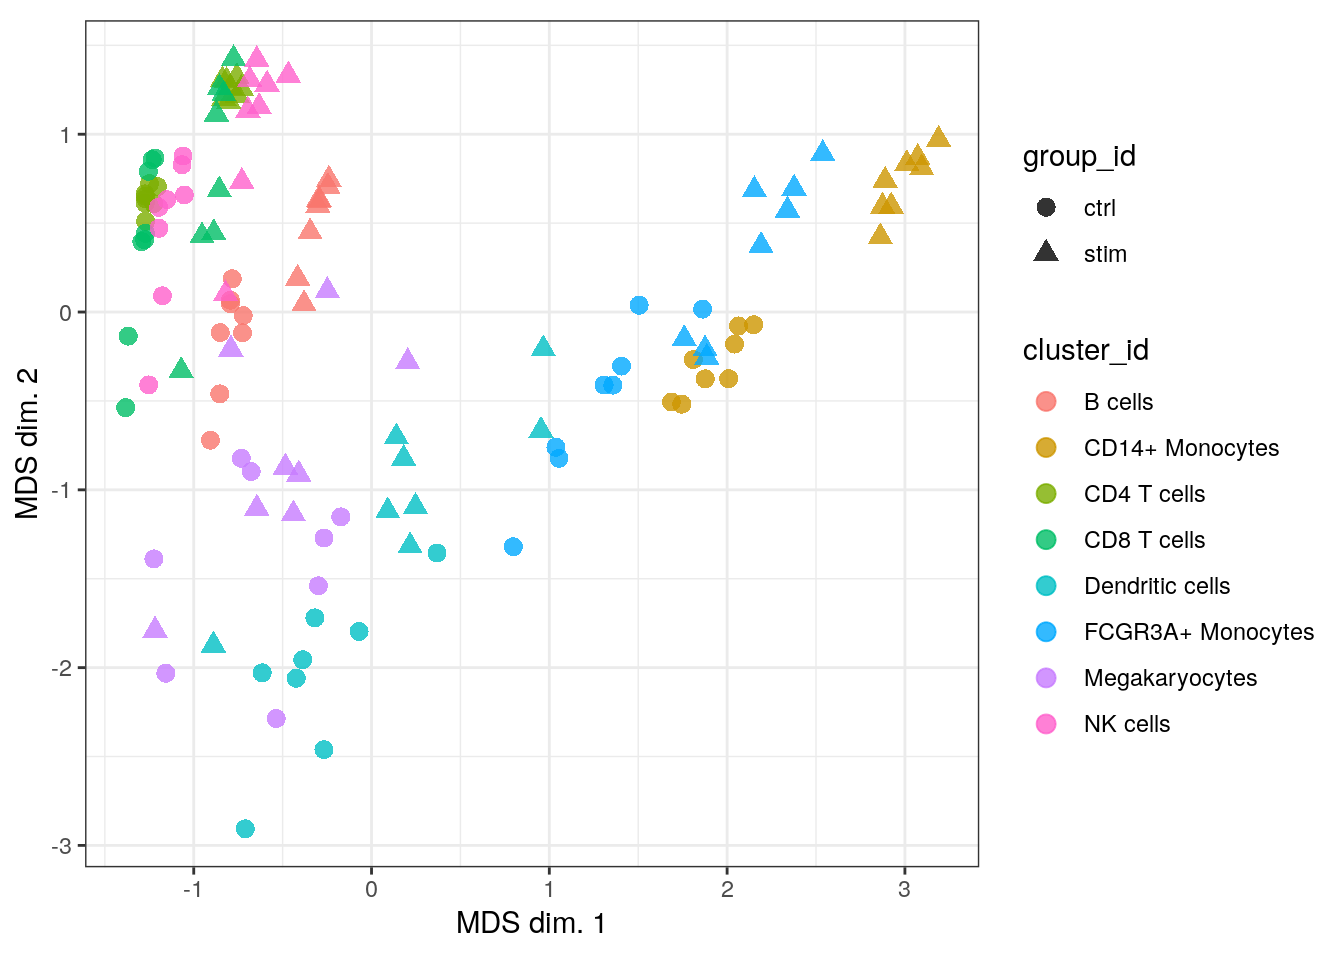 1
0
-1
-2
-3
MDS dim. 2
-1 0 1 2 3
MDS dim. 1
group_id
ctrl
stim
cluster_id
B cells
CD14+ Monocytes
CD4 T cells
CD8 T cells
Dendritic cells
FCGR3A+ Monocytes
Megakaryocytes
NK cells